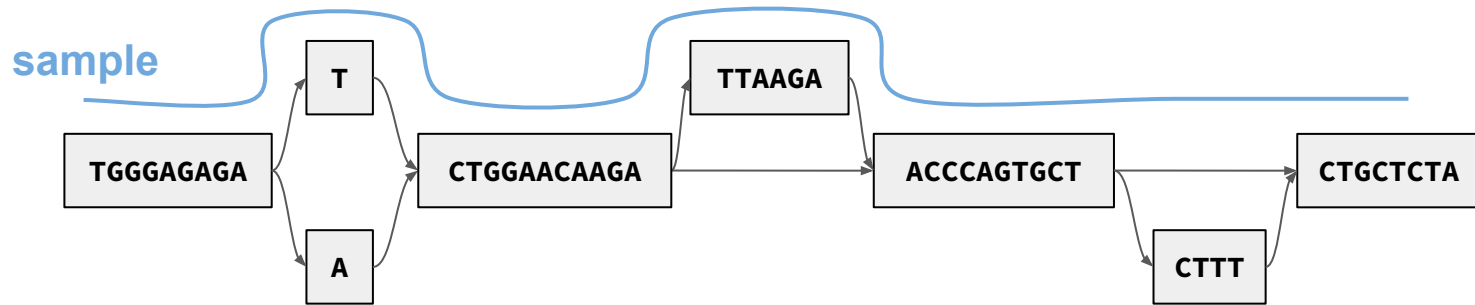 sample
T
TTAAGA
TGGGAGAGA
CTGGAACAAGA
ACCCAGTGCT
CTGCTCTA
A
CTTT